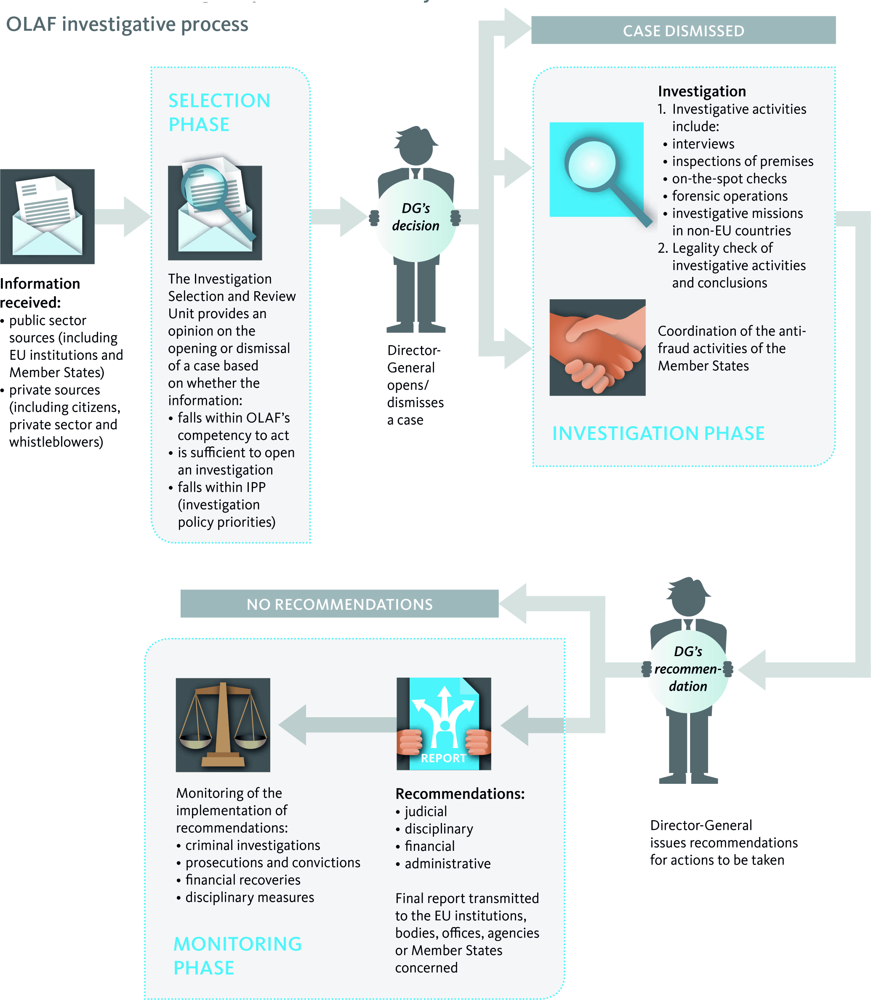 OLAF investigative process
CASE DISMISSED
SELECTION
PHASE
Information
received:
• public sector
sources (including
EU institutions and
Member States)
• private sources
(including citizens,
private sector and
whistleblowers)
The Investigation
Selection and Review
Unit provides an
opinion on the
opening or dismissal
of a case based
on whether the
information:
• falls within OLAF’s
competency to act
• is sufficient to open
an investigation
• falls within IPP
(investigation
policy priorities)
DG’s
decision
Director-
General
opens/
dismisses
a case
Investigation
1. Investigative activities
include:
• interviews
• inspections of premises
• on-the-spot checks
• forensic operations
• investigative missions
in non-EU countries
2. Legality check of
investigative activities
and conclusions
Coordination of the anti-
fraud activities of the
Member States
INVESTIGATION PHASE
NO RECOMMENDATIONS
DG’s
recommen-
dation
Director-General
issues recommendations
for actions to be taken
REPORT
Recommendations:
• judicial
• disciplinary
• financial
• administrative
Final report transmitted
to the EU institutions,
bodies, offices, agencies
or Member States
concerned
Monitoring of the
implementation of
recommendations:
• criminal investigations
• prosecutions and convictions
• financial recoveries
• disciplinary measures
MONITORING
PHASE